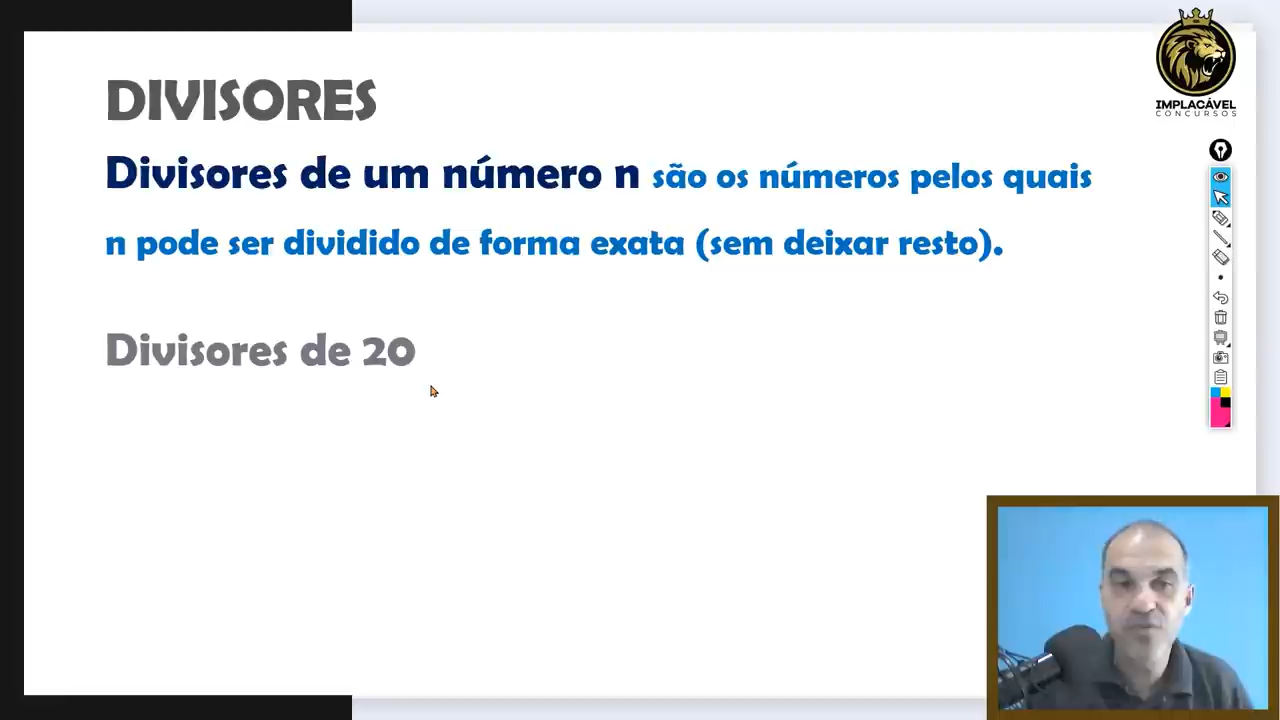 DIVISORES
Divisores de um número n são os números pelos quais
n pode ser dividido de forma exata (sem deixar resto).
Divisores de 20
IMPLACÁVEL
CONCURSOS